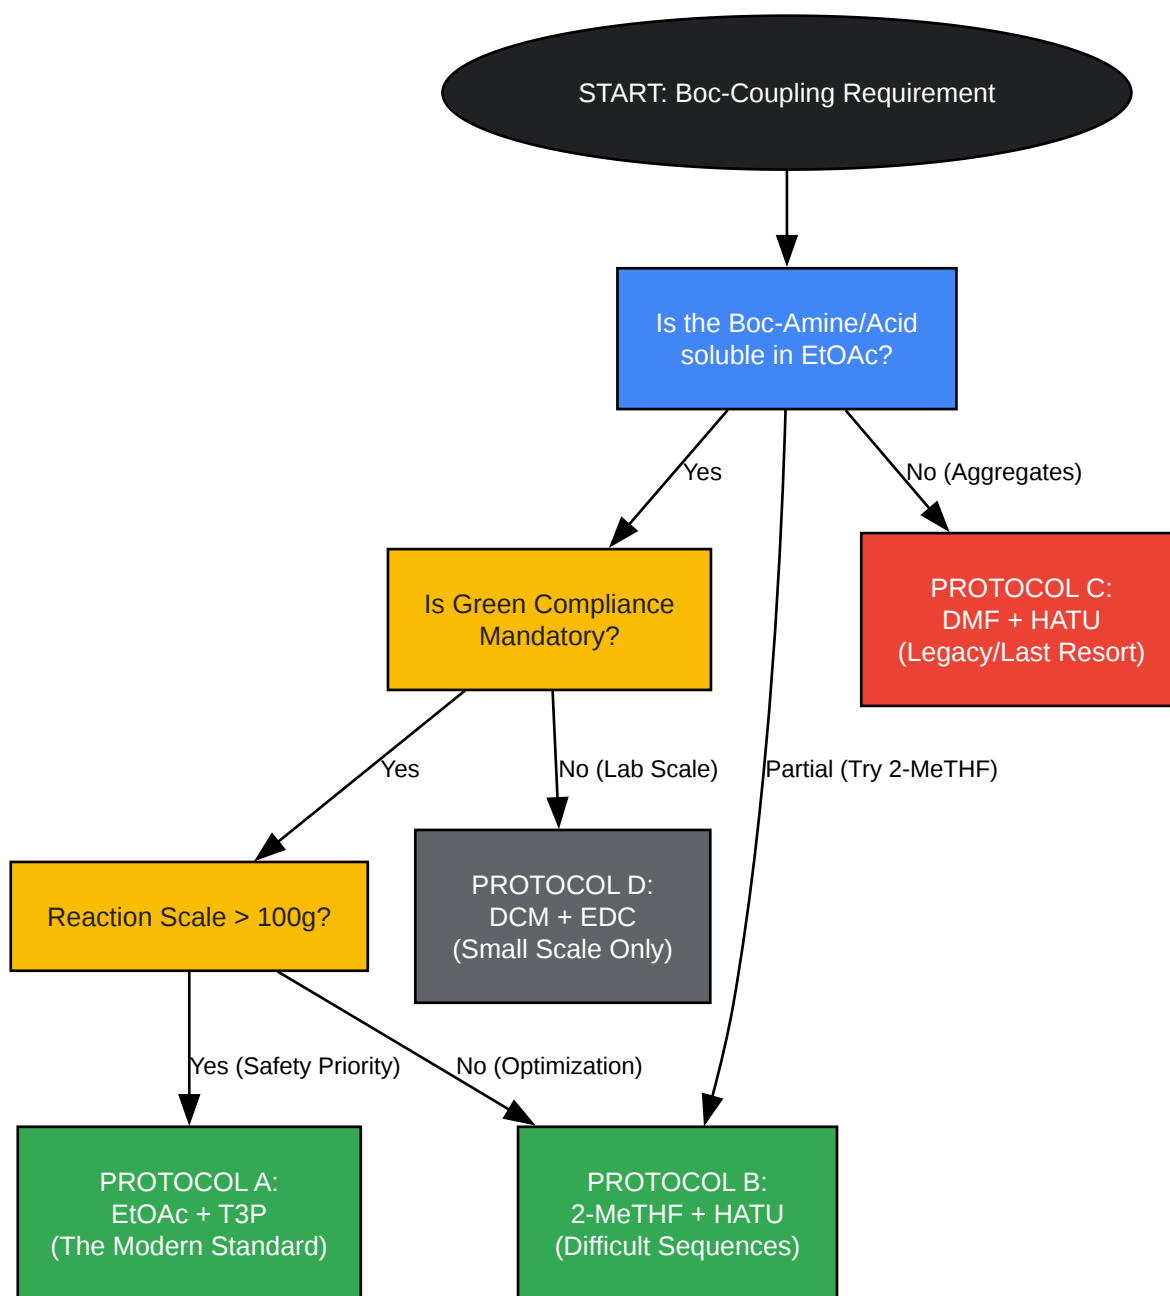 START: Boc-Coupling Requirement
Is the Boc-Amine/Acid
soluble in EtOAc?
Yes
No (Aggregates)
Is Green Compliance
Mandatory?
PROTOCOL C:
DMF + HATU
(Legacy/Last Resort)
Yes
No (Lab Scale)
Partial (Try 2-MeTHF)
Reaction Scale > 100g?
PROTOCOL D:
DCM + EDC
(Small Scale Only)
Yes (Safety Priority)
No (Optimization)
PROTOCOL A:
EtOAc + T3P
(The Modern Standard)
PROTOCOL B:
2-MeTHF + HATU
(Difficult Sequences)